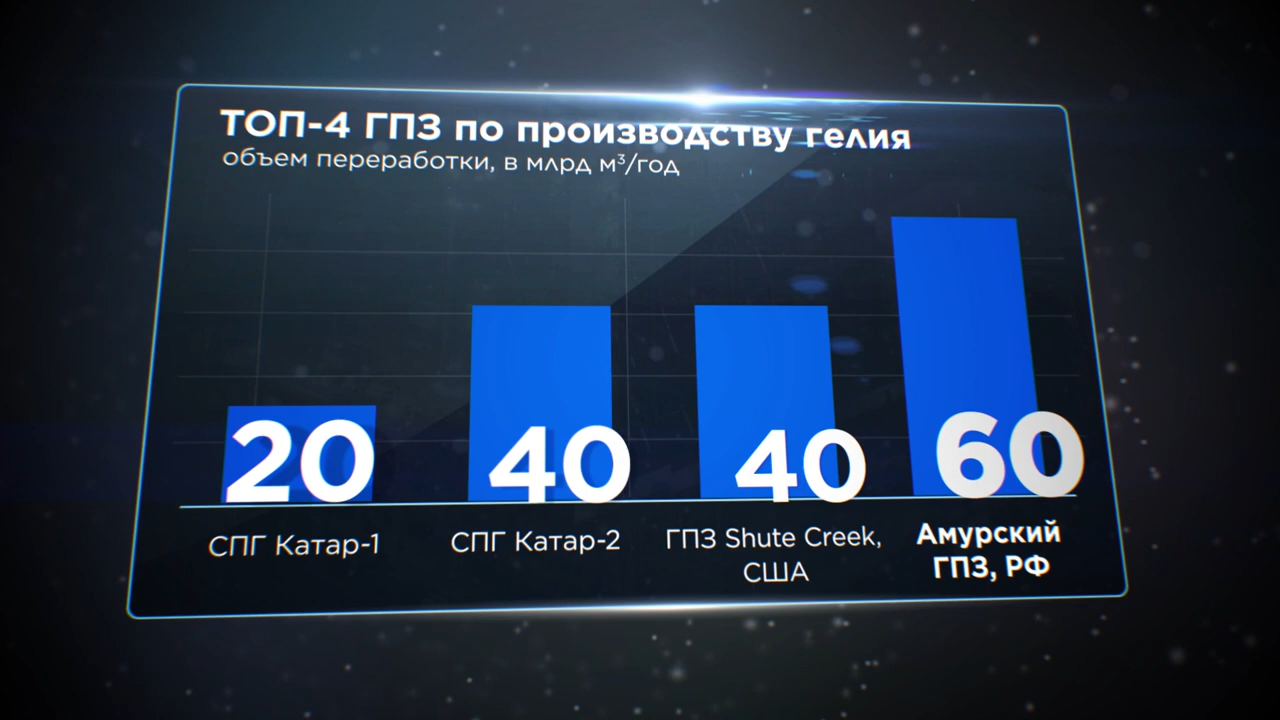 ТОП-4 ГПЗ по производству гелия
объем переработки, в млрд м³/год
20
40
40
60
СПГ Катар-1
СПГ Катар-2
ГПЗ Shute Creek,
США
Амурский
ГПЗ, РФ